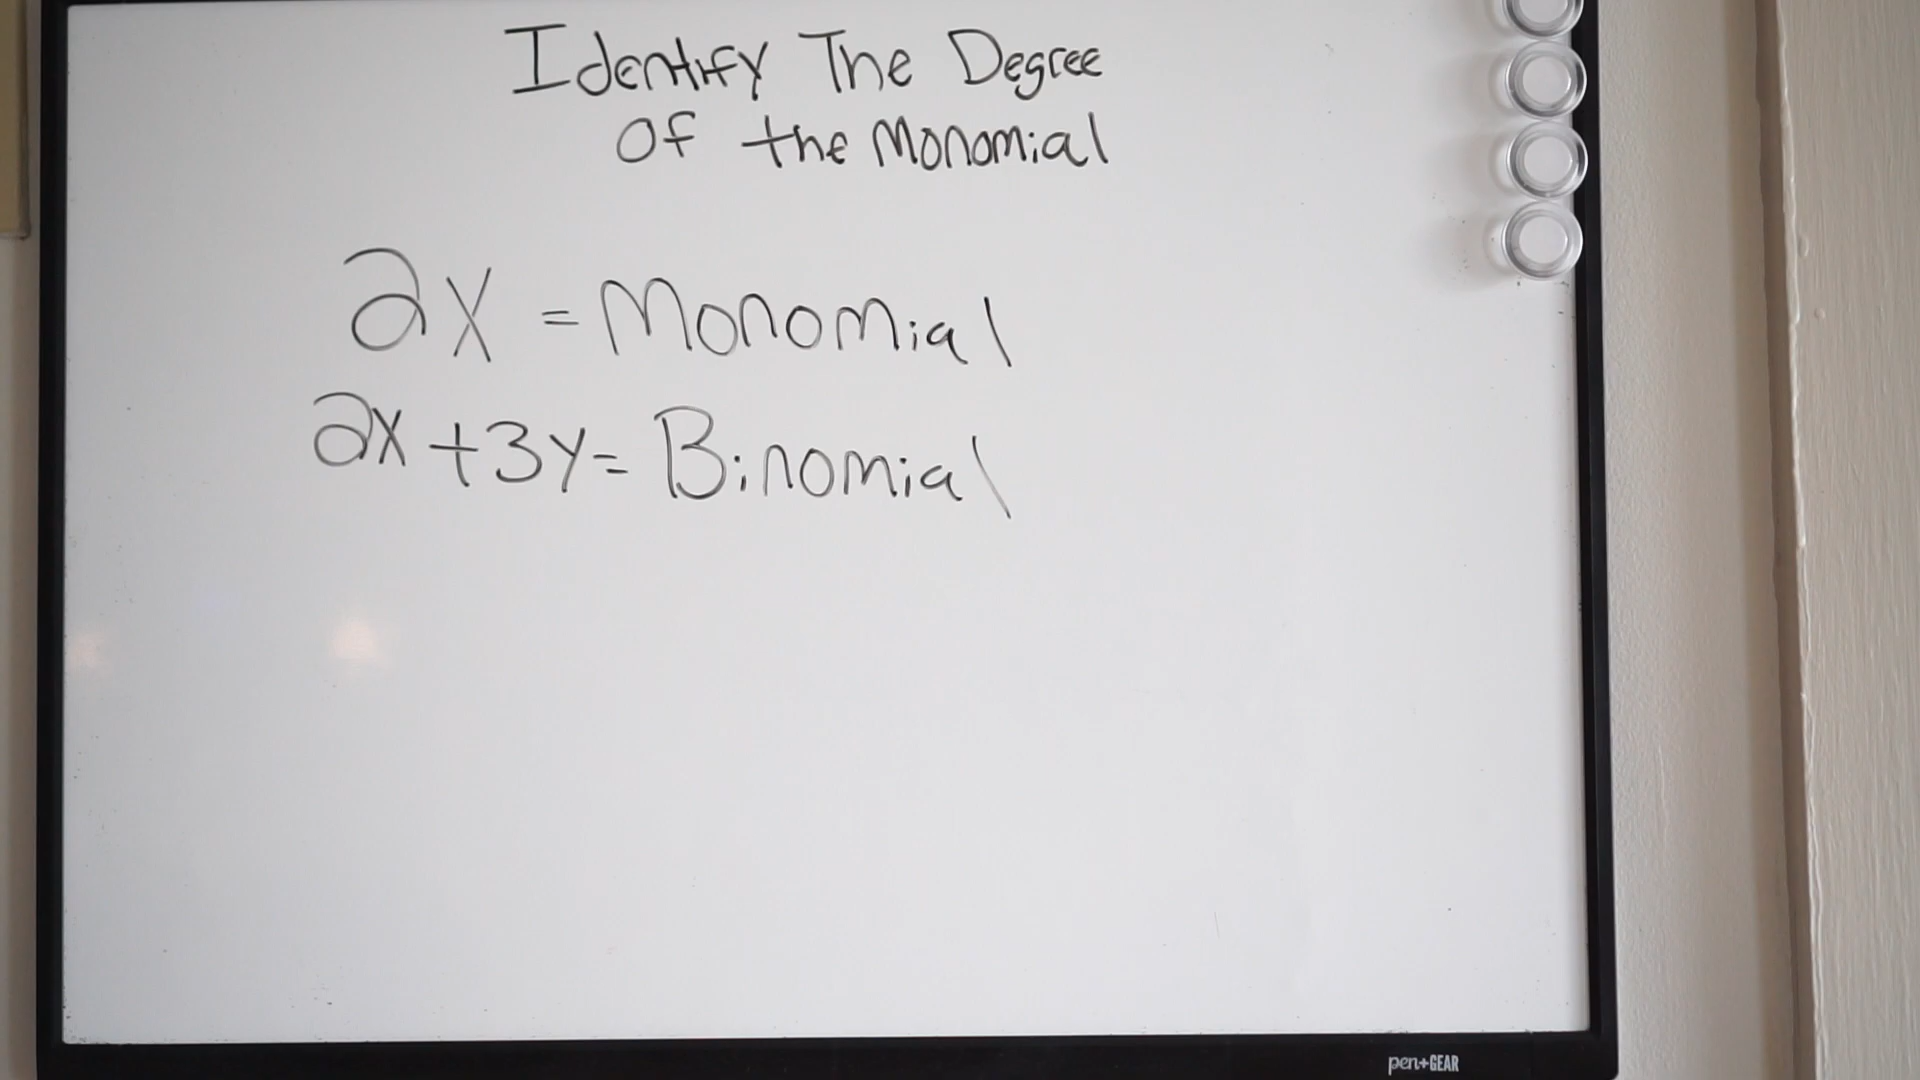 Identify The Degree
Of the Monomial
2x = Monomial
2x + 3y = Binomial
pen+GEAR